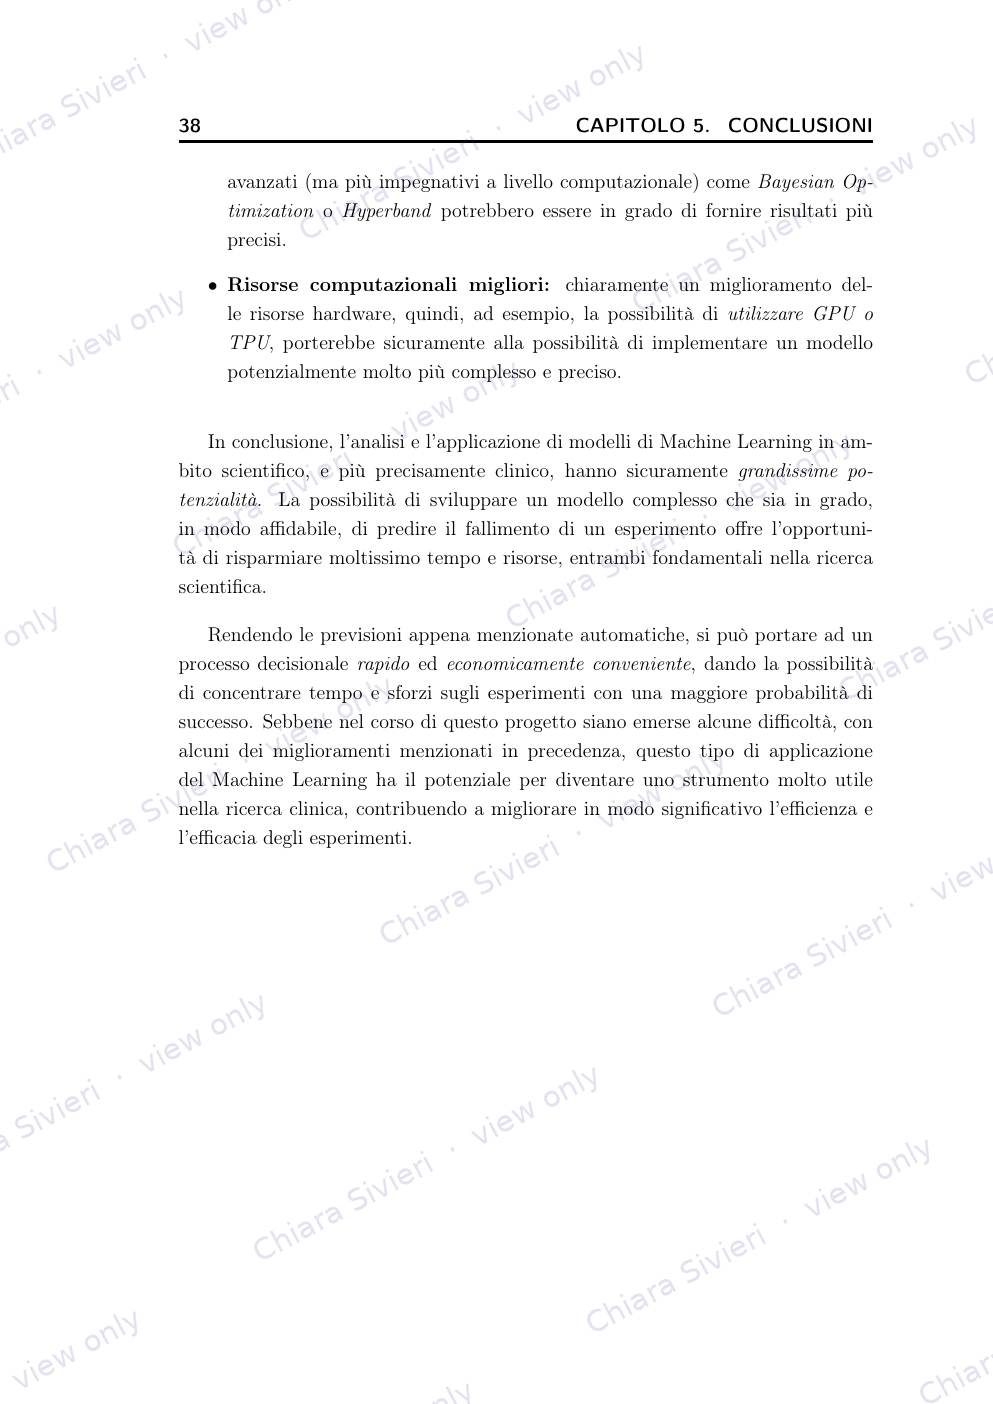 38 CAPITOLO 5. CONCLUSIONI
avanzati (ma più impegnativi a livello computazionale) come Bayesian Op-
timization o Hyperband potrebbero essere in grado di fornire risultati più
precisi.
• Risorse computazionali migliori: chiaramente un miglioramento del-
le risorse hardware, quindi, ad esempio, la possibilità di utilizzare GPU o
TPU, porterebbe sicuramente alla possibilità di implementare un modello
potenzialmente molto più complesso e preciso.
In conclusione, l'analisi e l'applicazione di modelli di Machine Learning in am-
bito scientifico, e più precisamente clinico, hanno sicuramente grandissime po-
tenzialità. La possibilità di sviluppare un modello complesso che sia in grado,
in modo affidabile, di predire il fallimento di un esperimento offre l'opportuni-
tà di risparmiare moltissimo tempo e risorse, entrambi fondamentali nella ricerca
scientifica.
Rendendo le previsioni appena menzionate automatiche, si può portare ad un
processo decisionale rapido ed economicamente conveniente, dando la possibilità
di concentrare tempo e sforzi sugli esperimenti con una maggiore probabilità di
successo. Sebbene nel corso di questo progetto siano emerse alcune difficoltà, con
alcuni dei miglioramenti menzionati in precedenza, questo tipo di applicazione
del Machine Learning ha il potenziale per diventare uno strumento molto utile
nella ricerca clinica, contribuendo a migliorare in modo significativo l'efficienza e
l'efficacia degli esperimenti.
Chiara Sivieri · view only